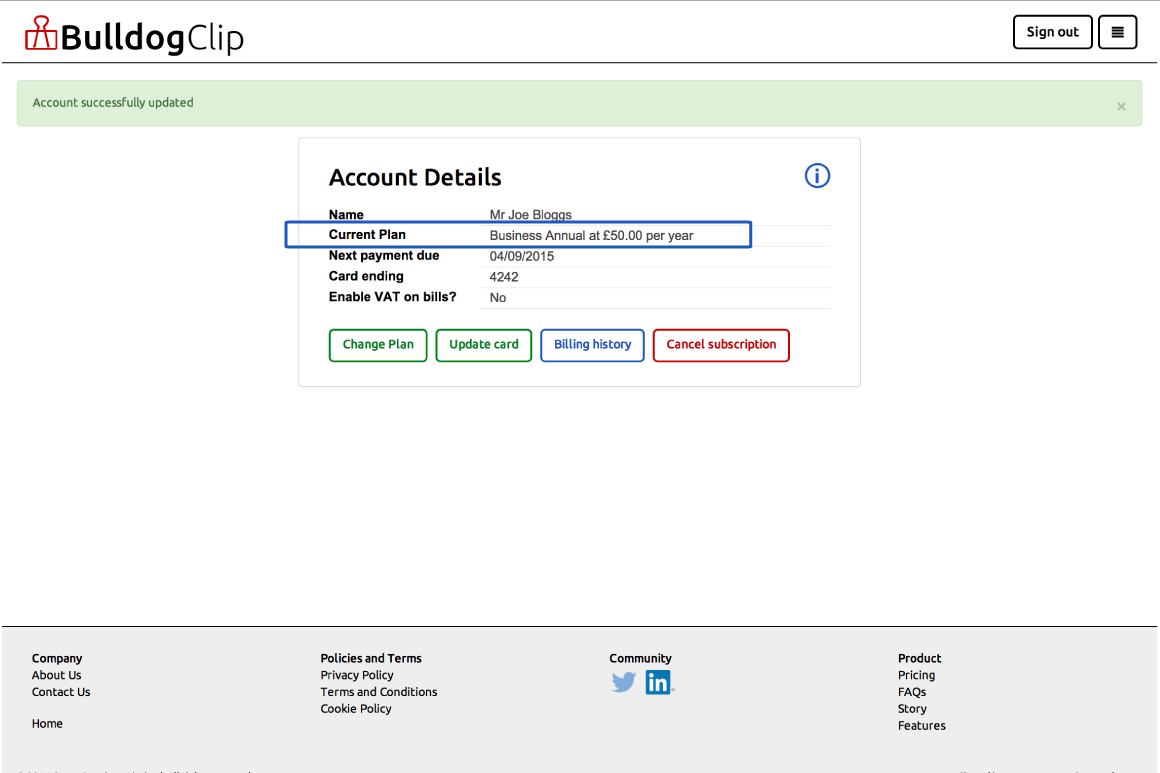 BulldogClip
Sign out
Account successfully updated
×
Account Details
Name Mr Joe Bloggs
Current Plan Business Annual at £50.00 per year
Next payment due 04/09/2015
Card ending 4242
Enable VAT on bills? No
Change Plan Update card Billing history Cancel subscription
Company
About Us
Contact Us
Home
Policies and Terms
Privacy Policy
Terms and Conditions
Cookie Policy
Community
in
Product
Pricing
FAQs
Story
Features